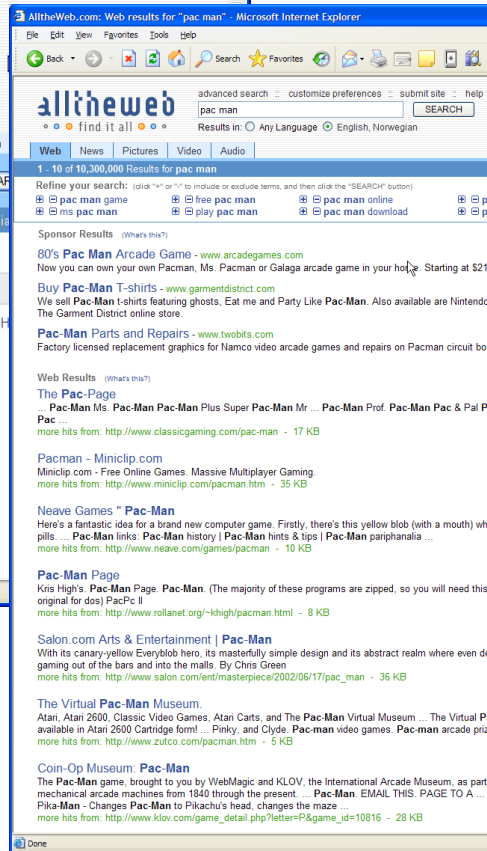 AlltheWeb.com: Web results for "pac man" - Microsoft Internet Explorer
File Edit View Favorites Tools Help
Back Search Favorites
advanced search :: customize preferences :: submit site :: help
alltheweb
pac man SEARCH
find it all
Results in: Any Language English, Norwegian
Web News Pictures Video Audio
1 - 10 of 10,300,000 Results for pac man
Refine your search: (click "+" or "-" to include or exclude terms, and then click the "SEARCH" button)
pac man game free pac man pac man online p
ms pac man play pac man pac man download p
Sponsor Results (What's this?)
80's Pac Man Arcade Game - www.arcadegames.com
Now you can own your own Pacman, Ms. Pacman or Galaga arcade game in your home. Starting at $21
Buy Pac-Man T-shirts - www.garmentdistrict.com
We sell Pac-Man t-shirts featuring ghosts, Eat me and Party Like Pac-Man. Also available are Nintendo
The Garment District online store.
Pac-Man Parts and Repairs - www.twobits.com
Factory licensed replacement graphics for Namco video arcade games and repairs on Pacman circuit bo
Web Results (What's this?)
The Pac-Page
... Pac-Man Ms. Pac-Man Pac-Man Plus Super Pac-Man Mr ... Pac-Man Prof. Pac-Man Pac & Pal P
Pac ...
more hits from: http://www.classicgaming.com/pac-man - 17 KB
Pacman - Miniclip.com
Miniclip.com - Free Online Games. Massive Multiplayer Gaming.
more hits from: http://www.miniclip.com/pacman.htm - 35 KB
Neave Games " Pac-Man
Here's a fantastic idea for a brand new computer game. Firstly, there's this yellow blob (with a mouth) wh
pills. ... Pac-Man links: Pac-Man history | Pac-Man hints & tips | Pac-Man pariphanalia ...
more hits from: http://www.neave.com/games/pacman - 10 KB
Pac-Man Page
Kris High's. Pac-Man Page. Pac-Man. (The majority of these programs are zipped, so you will need this
original for dos) PacPc II
more hits from: http://www.rollanet.org/~khigh/pacman.html - 8 KB
Salon.com Arts & Entertainment | Pac-Man
With its canary-yellow Everyblob hero, its masterfully simple design and its abstract realm where even de
gaming out of the bars and into the malls. By Chris Green
more hits from: http://www.salon.com/ent/masterpiece/2002/06/17/pac_man - 36 KB
The Virtual Pac-Man Museum.
Atari, Atari 2600, Classic Video Games, Atari Carts, and The Pac-Man Virtual Museum ... The Virtual P
available in Atari 2600 Cartridge form! ... Pinky, and Clyde. Pac-man video games. Pac-man arcade priz
more hits from: http://www.zutco.com/pacman.htm - 5 KB
Coin-Op Museum: Pac-Man
The Pac-Man game, brought to you by WebMagic and KLOV, the International Arcade Museum, as part
mechanical arcade machines from 1840 through the present. ... Pac-Man. EMAIL THIS. PAGE TO A ...
Pika-Man - Changes Pac-Man to Pikachu's head, changes the maze ...
more hits from: http://www.klov.com/game_detail.php?letter=P&game_id=10816 - 28 KB
Done